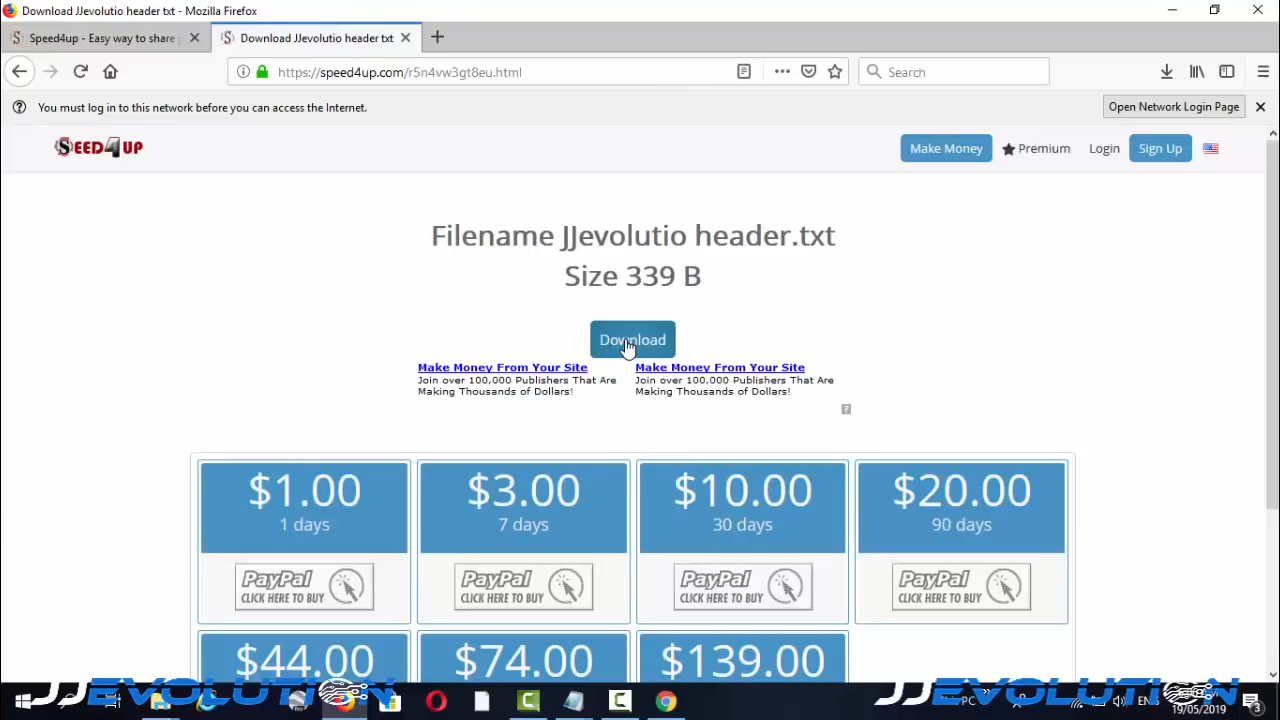 Download JJevolutio header txt - Mozilla Firefox
Speed4up - Easy way to share
Download JJevolutio header txt
https://speed4up.com/r5n4vw3gt8eu.html
Search
You must log in to this network before you can access the Internet.
Open Network Login Page
SEED4UP
Make Money
Premium
Login
Sign Up
Filename JJevolutio header.txt
Size 339 B
Download
Make Money From Your Site
Join over 100,000 Publishers That Are
Making Thousands of Dollars!
Make Money From Your Site
Join over 100,000 Publishers That Are
Making Thousands of Dollars!
?
$1.00
1 days
PayPal
CLICK HERE TO BUY
$3.00
7 days
PayPal
CLICK HERE TO BUY
$10.00
30 days
PayPal
CLICK HERE TO BUY
$20.00
90 days
PayPal
CLICK HERE TO BUY
$44.00
$74.00
$139.00
JJEVOLUTION
JJEVOLUTION
PC
ENG
19/05/2019
3